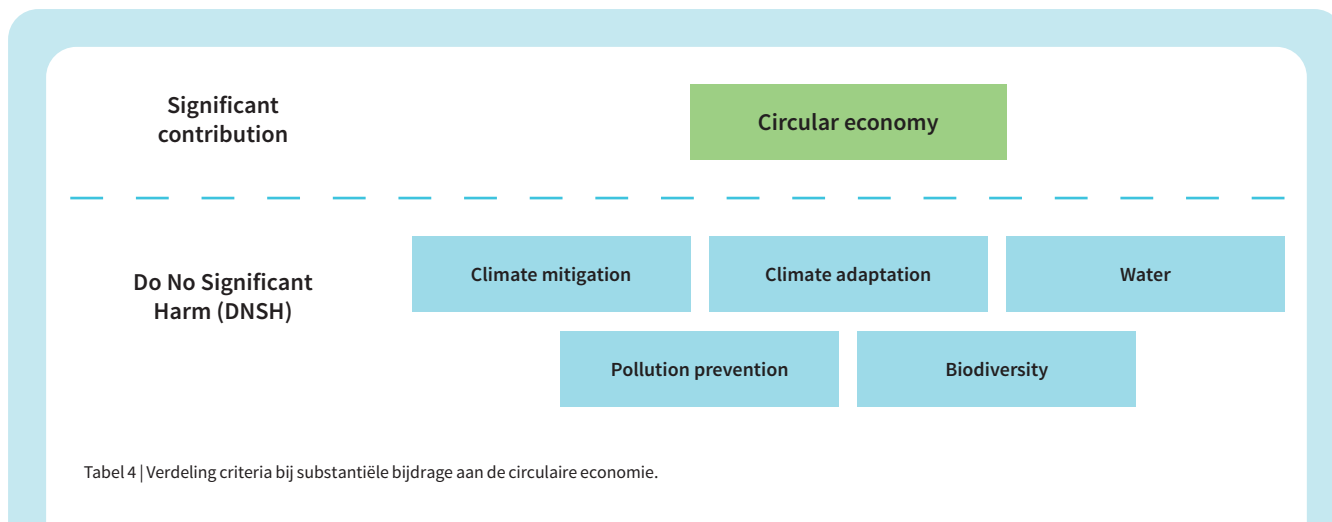 Significant
contribution
Circular economy
Do No Significant
Harm (DNSH)
Climate mitigation
Climate adaptation
Water
Pollution prevention
Biodiversity
Tabel 4 | Verdeling criteria bij substantiële bijdrage aan de circulaire economie.